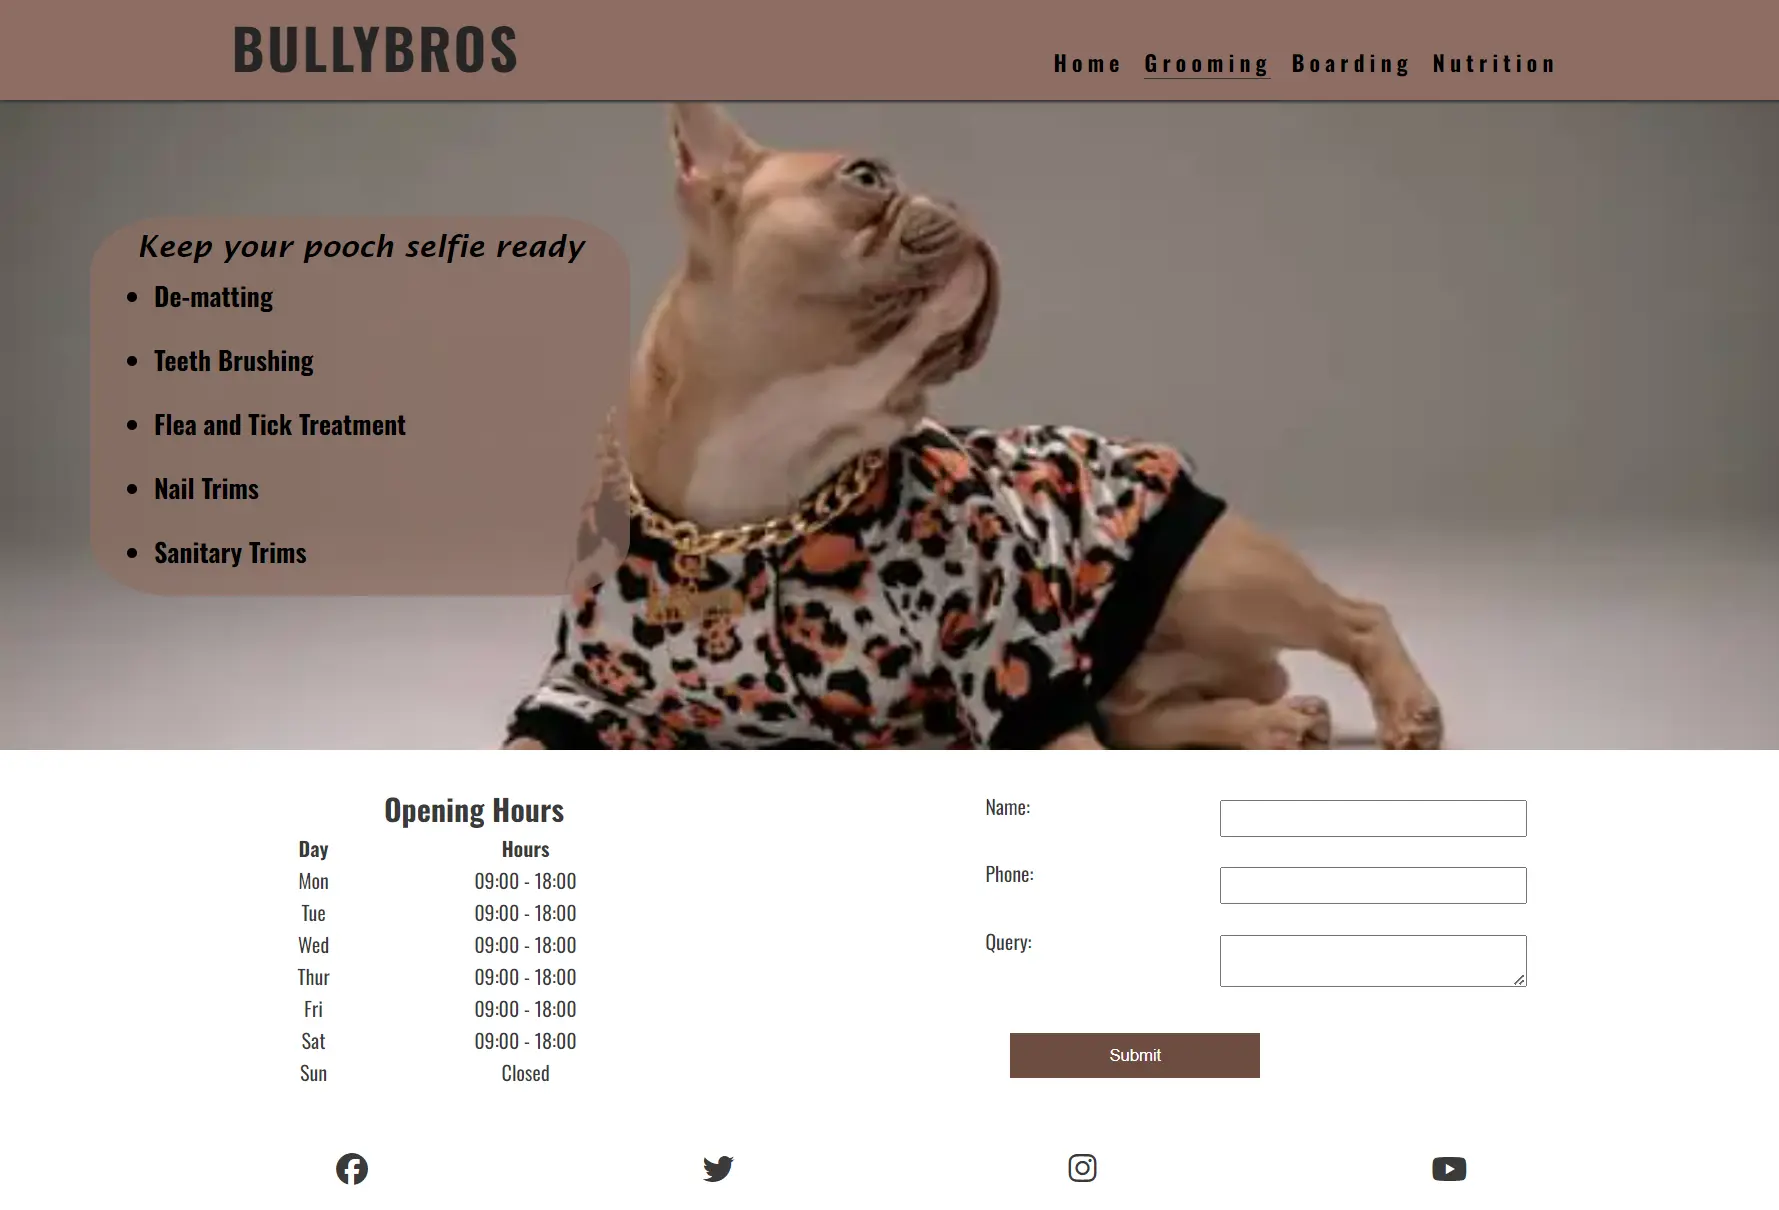 BULLYBROS
Home Grooming Boarding Nutrition
Keep your pooch selfie ready
De-matting
Teeth Brushing
Flea and Tick Treatment
Nail Trims
Sanitary Trims
Opening Hours
Day Hours
Mon 09:00 - 18:00
Tue 09:00 - 18:00
Wed 09:00 - 18:00
Thur 09:00 - 18:00
Fri 09:00 - 18:00
Sat 09:00 - 18:00
Sun Closed
Name:
Phone:
Query:
Submit